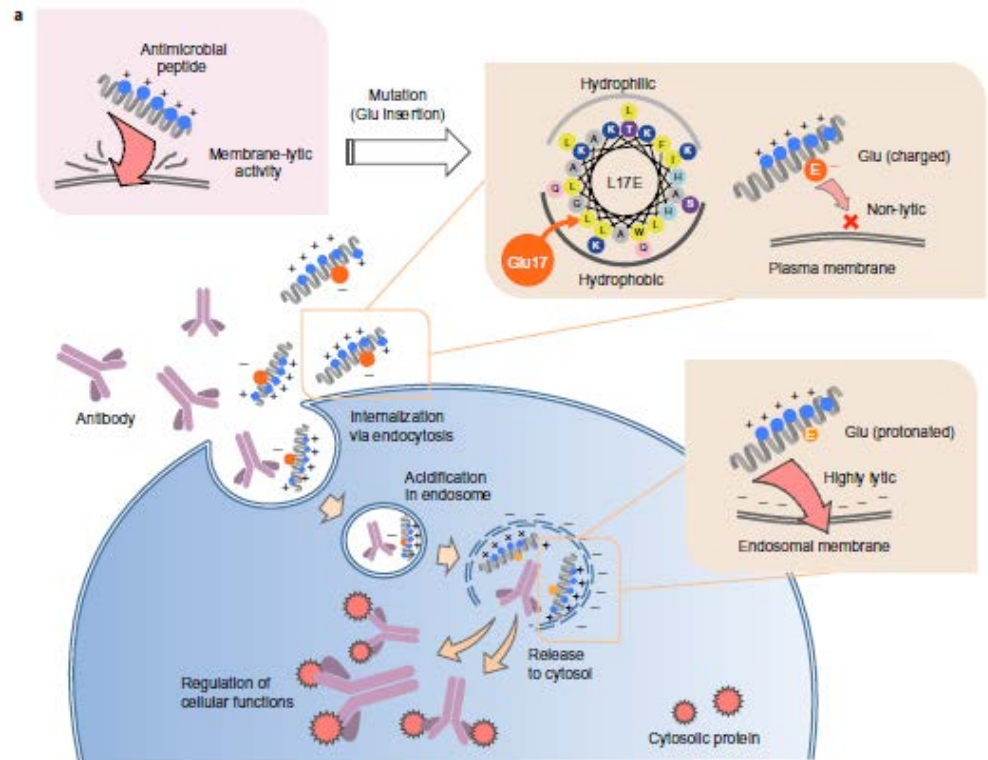 a
Antimicrobial
peptide
Membrane-lytic
activity
Mutation
(Glu Insertion)
Hydrophilic
L
K T K
A F
L K I K
A H
Q L A
G L17E H S
L L
L W
A
K Q
Glu17
Hydrophobic
E
Glu (charged)
Non-lytic
Plasma membrane
Antibody
Internalization
via endocytosis
Acidification
in endosome
E
Glu (protonated)
Highly lytic
Endosomal membrane
Release
to cytosol
Regulation of
cellular functions
Cytosolic protein